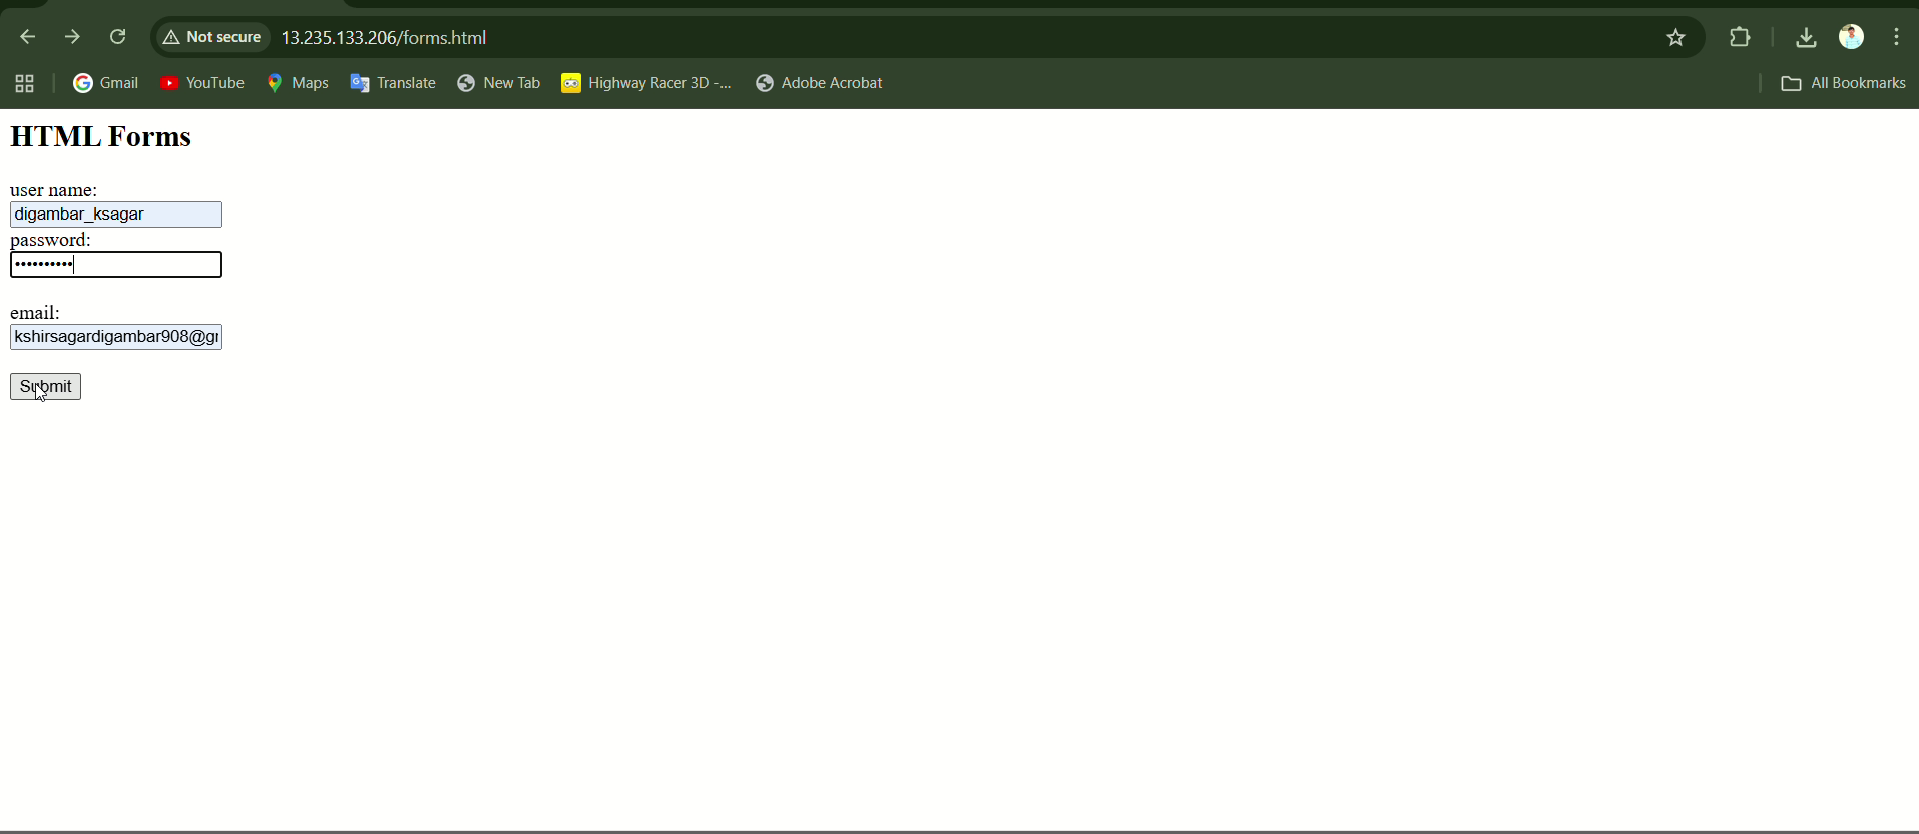 Not secure 13.235.133.206/forms.html
Gmail YouTube Maps Translate New Tab Highway Racer 3D -... Adobe Acrobat All Bookmarks
HTML Forms
user name:
digambar_ksagar
password:
••••••••••
email:
kshirsagardigambar908@gr
Submit